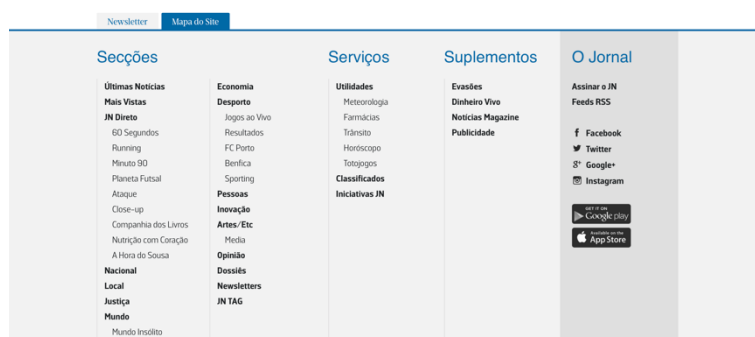 Newsletter
Mapa do Site
Secções
Últimas Notícias
Mais Vistas
JN Direto
60 Segundos
Running
Minuto 90
Planeta Futsal
Ataque
Close-up
Companhia dos Livros
Nutrição com Coração
A Hora do Sousa
Nacional
Local
Justiça
Mundo
Mundo Insólito
Economia
Desporto
Jogos ao Vivo
Resultados
FC Porto
Benfica
Sporting
Pessoas
Inovação
Artes/Etc
Media
Opinião
Dossiês
Newsletters
JN TAG
Serviços
Utilidades
Meteorologia
Farmácias
Trânsito
Horóscopo
Totojogos
Classificados
Iniciativas JN
Suplementos
Evasões
Dinheiro Vivo
Notícias Magazine
Publicidade
O Jornal
Assinar o JN
Feeds RSS
Facebook
Twitter
Google+
Instagram
GET IT ON
Google play
Available on the
App Store